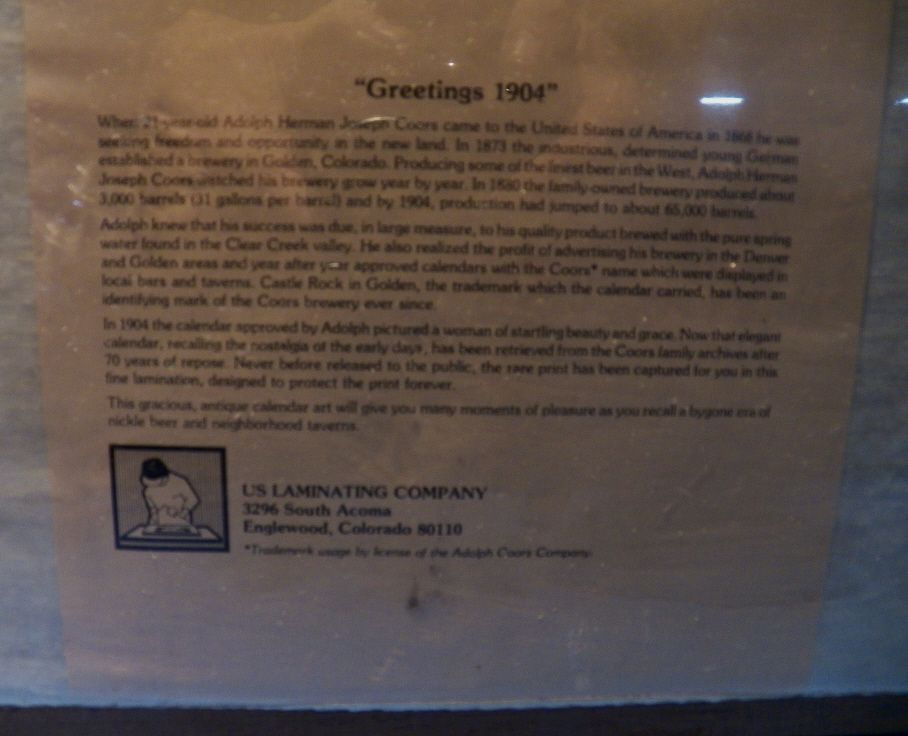 “Greetings 1904”
When 21-year-old Adolph Herman Joseph Coors came to the United States of America in 1868 he was
seeking freedom and opportunity in the new land. In 1873 the industrious, determined young German
established a brewery in Golden, Colorado. Producing some of the finest beer in the West, Adolph Herman
Joseph Coors watched his brewery grow year by year. In 1880 the family-owned brewery produced about
3,000 barrels (31 gallons per barrel) and by 1904, production had jumped to about 65,000 barrels.
Adolph knew that his success was due, in large measure, to his quality product brewed with the pure spring
water found in the Clear Creek valley. He also realized the profit of advertising his brewery in the Denver
and Golden areas and year after year approved calendars with the Coors* name which were displayed in
local bars and taverns. Castle Rock in Golden, the trademark which the calendar carried, has been an
identifying mark of the Coors brewery ever since.
In 1904 the calendar approved by Adolph pictured a woman of startling beauty and grace. Now that elegant
calendar, recalling the nostalgia of the early days, has been retrieved from the Coors family archives after
70 years of repose. Never before released to the public, the rare print has been captured for you in this
fine lamination, designed to protect the print forever.
This gracious, antique calendar art will give you many moments of pleasure as you recall a bygone era of
nickle beer and neighborhood taverns.
US LAMINATING COMPANY
3296 South Acoma
Englewood, Colorado 80110
*Trademark usage by license of the Adolph Coors Company